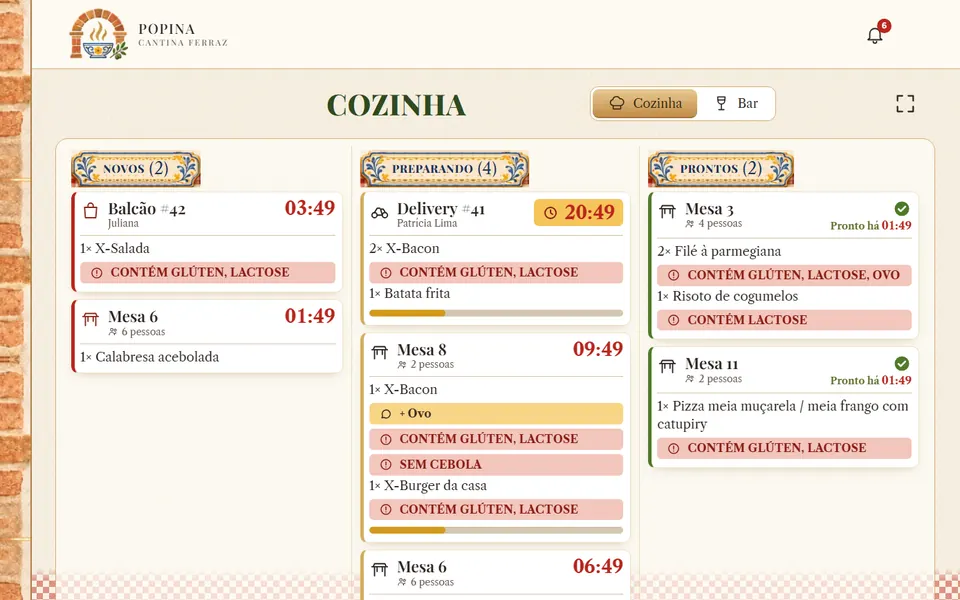 POPINA
CANTINA FERRAZ
6
COZINHA
Cozinha
Bar
NOVOS (2)
Balcão #42
Juliana
03:49
1× X-Salada
CONTÉM GLÚTEN, LACTOSE
Mesa 6
6 pessoas
01:49
1× Calabresa acebolada
PREPARANDO (4)
Delivery #41
Patrícia Lima
20:49
2× X-Bacon
CONTÉM GLÚTEN, LACTOSE
1× Batata frita
Mesa 8
2 pessoas
09:49
1× X-Bacon
+ Ovo
CONTÉM GLÚTEN, LACTOSE
SEM CEBOLA
1× X-Burger da casa
CONTÉM GLÚTEN, LACTOSE
Mesa 6
6 pessoas
06:49
PRONTOS (2)
Mesa 3
4 pessoas
Pronto há 01:49
2× Filé à parmegiana
CONTÉM GLÚTEN, LACTOSE, OVO
1× Risoto de cogumelos
CONTÉM LACTOSE
Mesa 11
2 pessoas
Pronto há 01:49
1× Pizza meia muçarela / meia frango com
catupiry
CONTÉM GLÚTEN, LACTOSE